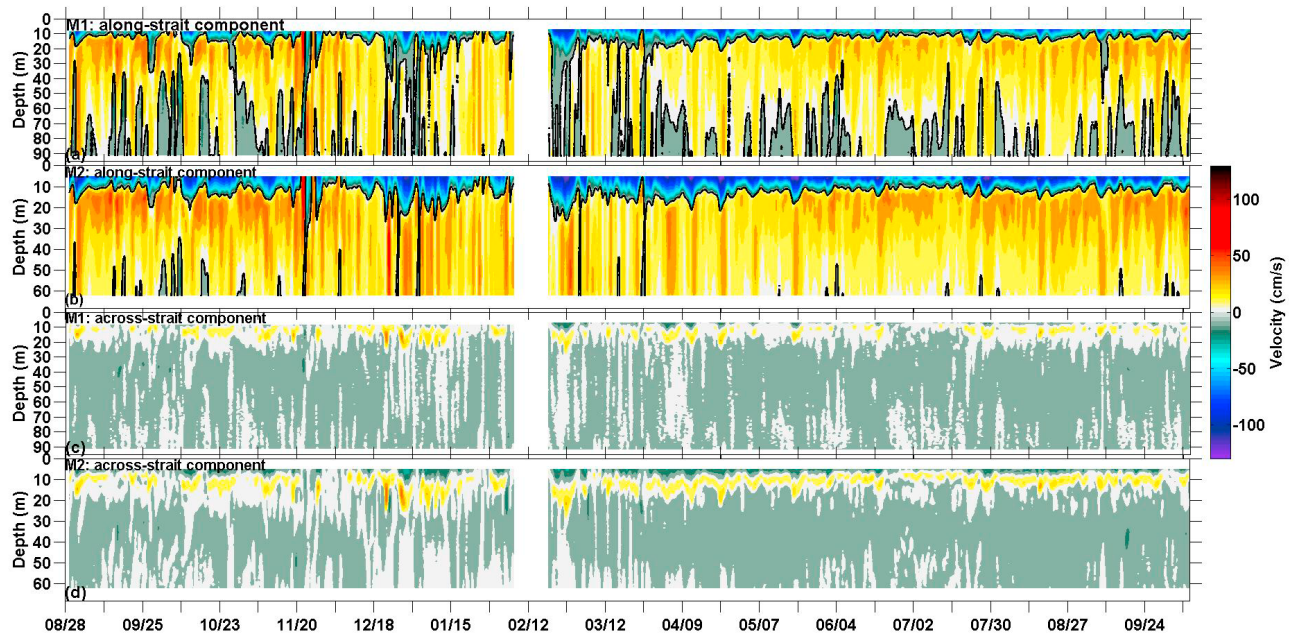 M1: along-strait component
0
10
20
30
40
50
60
70
80
90
Depth (m)
(a)
M2: along-strait component
0
10
20
30
40
50
60
Depth (m)
(b)
M1: across-strait component
0
10
20
30
40
50
60
70
80
90
Depth (m)
(c)
M2: across-strait component
0
10
20
30
40
50
60
Depth (m)
(d)
08/28 09/25 10/23 11/20 12/18 01/15 02/12 03/12 04/09 05/07 06/04 07/02 07/30 08/27 09/24
100
50
0
-50
-100
Velocity (cm/s)